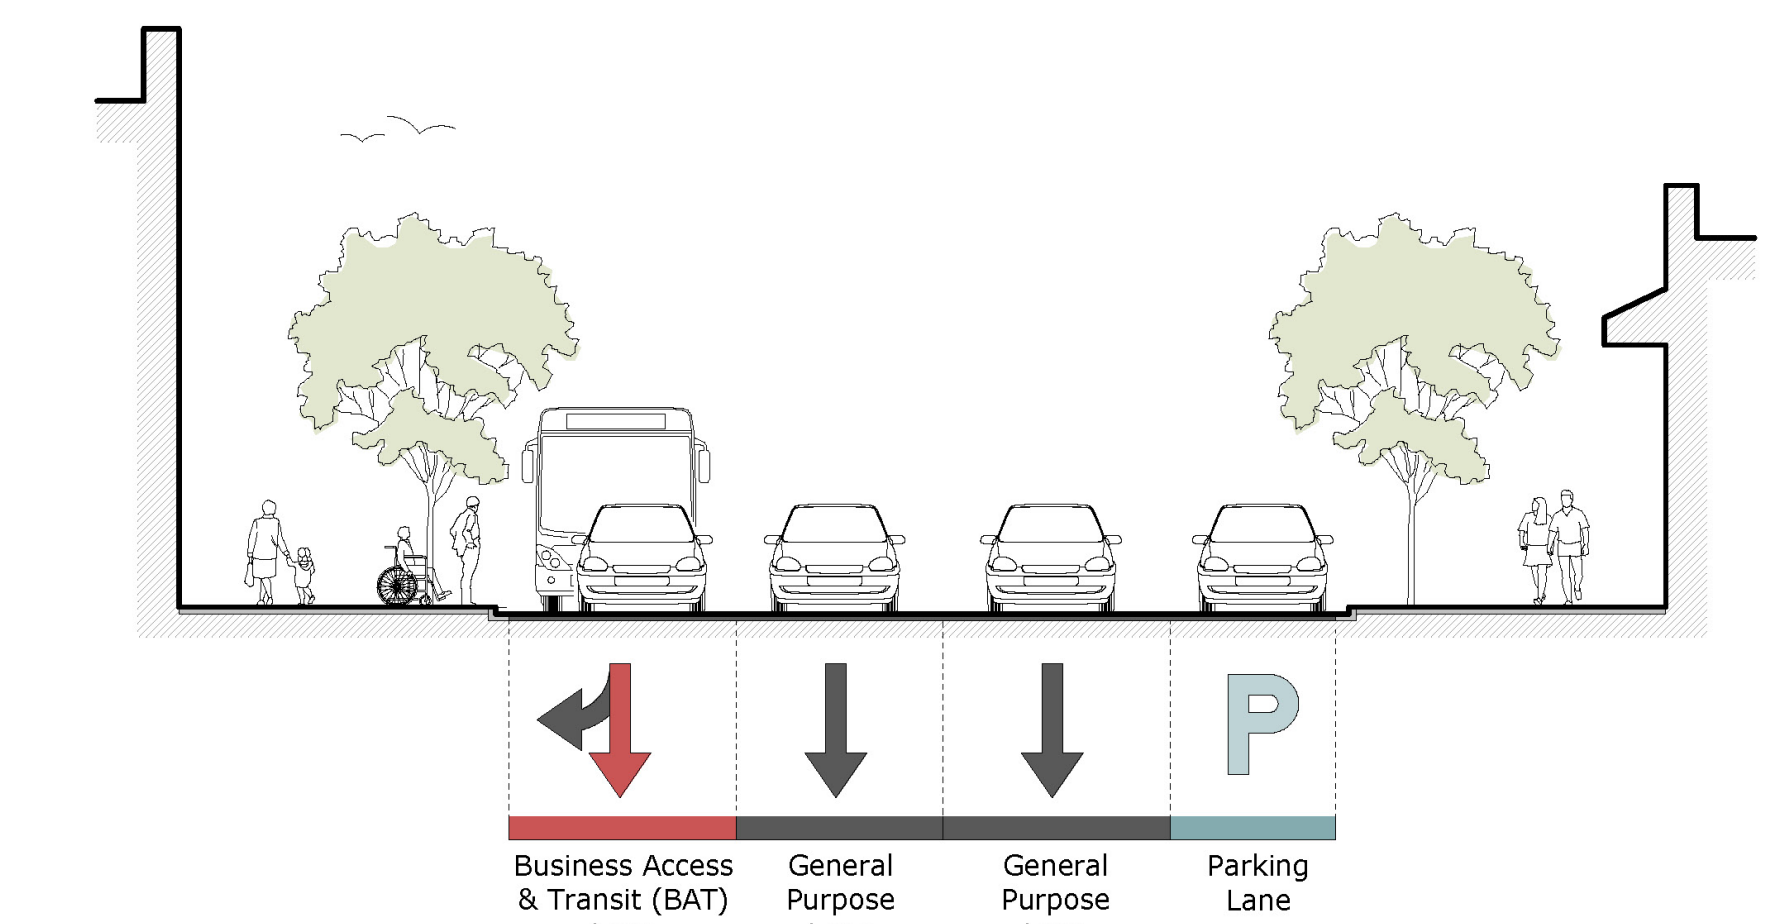 P
Business Access
& Transit (BAT)
General
Purpose
General
Purpose
Parking
Lane